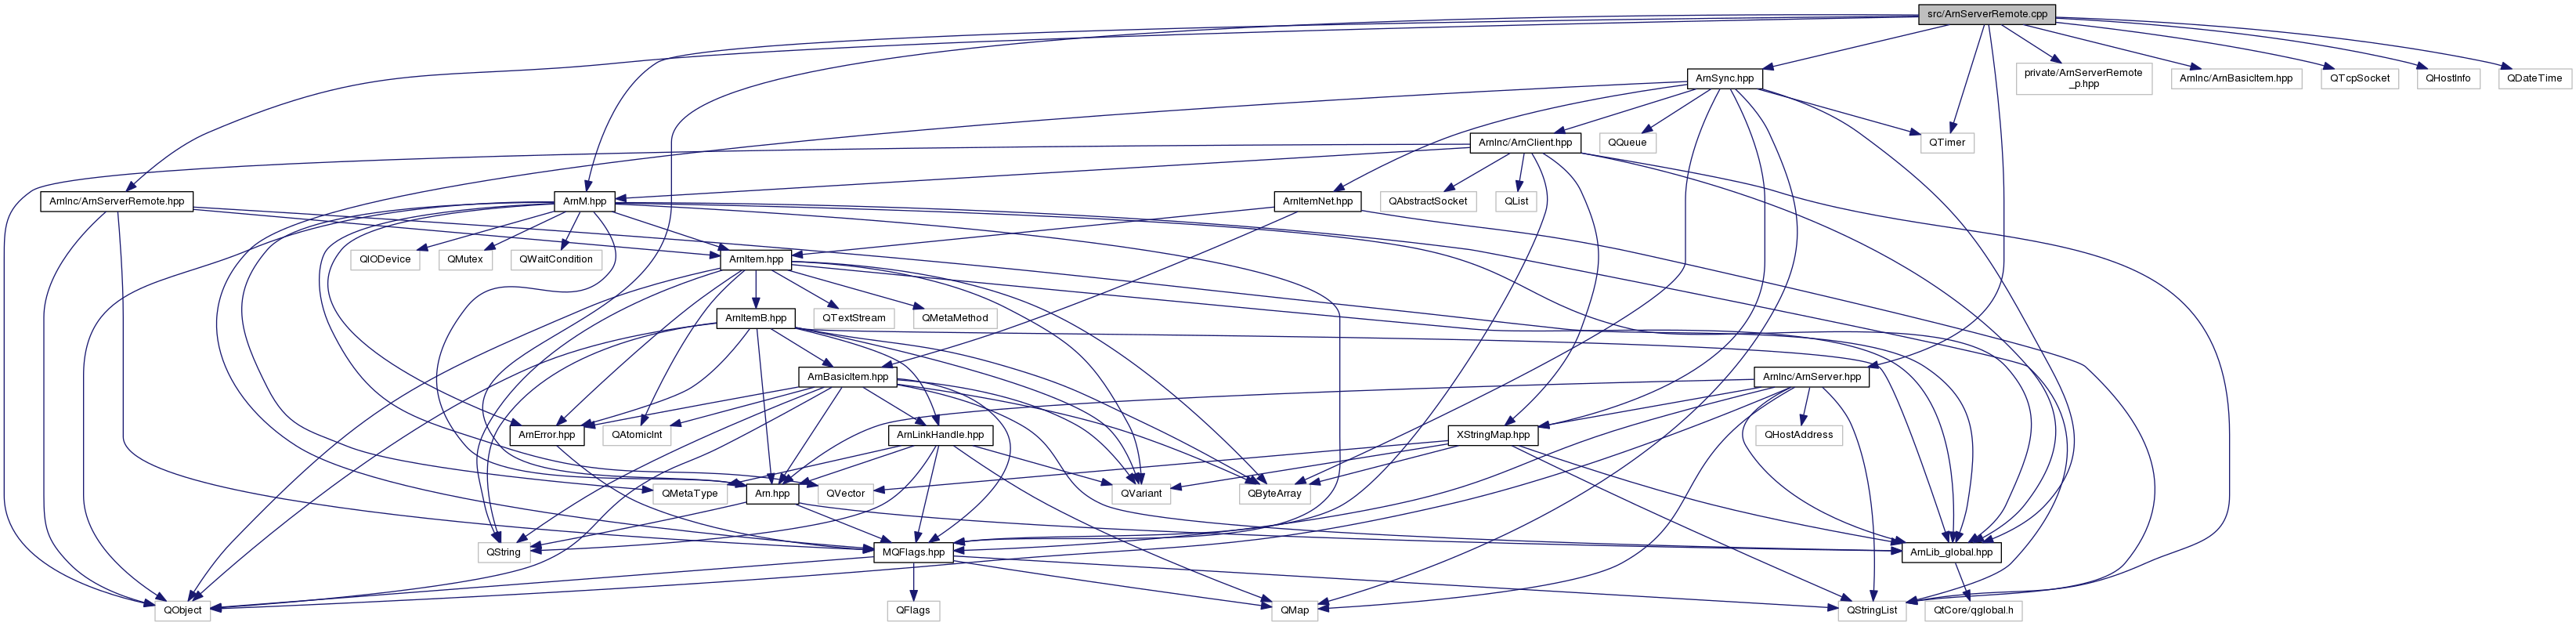 src/ArnServerRemote.cpp
ArnSync.hpp
private/ArnServerRemote
_p.hpp
ArnInc/ArnBasicItem.hpp
QTcpSocket
QHostInfo
QDateTime
ArnInc/ArnClient.hpp
QQueue
QTimer
ArnInc/ArnServerRemote.hpp
ArnM.hpp
ArnItemNet.hpp
QAbstractSocket
QList
QIODevice
QMutex
QWaitCondition
ArnItem.hpp
ArnItemB.hpp
QTextStream
QMetaMethod
ArnBasicItem.hpp
ArnInc/ArnServer.hpp
ArnError.hpp
QAtomicInt
ArnLinkHandle.hpp
XStringMap.hpp
QHostAddress
QMetaType
Arn.hpp
QVector
QVariant
QByteArray
QString
MQFlags.hpp
ArnLib_global.hpp
QObject
QFlags
QMap
QStringList
QtCore/qglobal.h